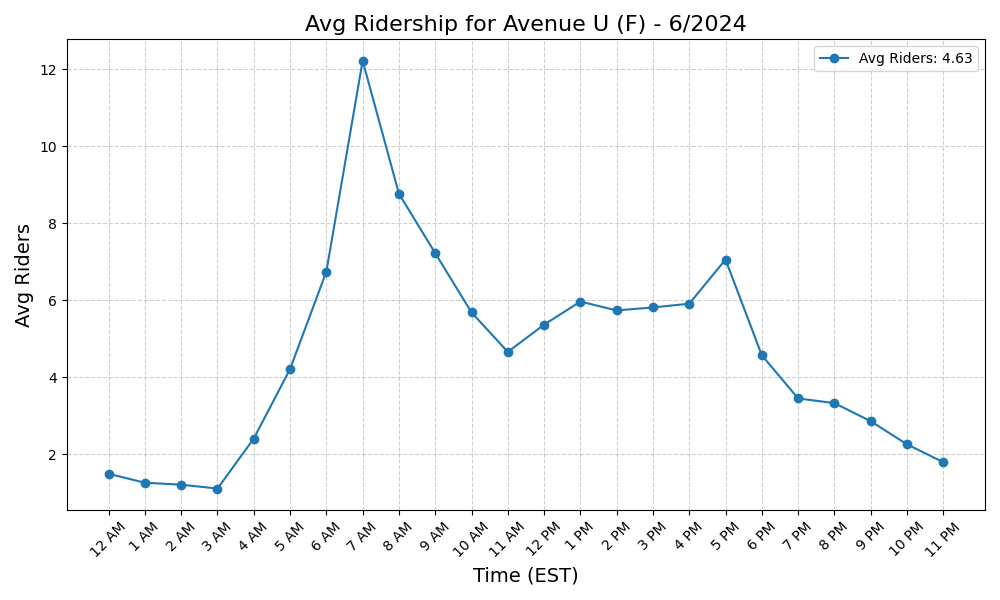 Avg Ridership for Avenue U (F) - 6/2024
Avg Riders: 4.63
Avg Riders
12
10
8
6
4
2
12 AM
1 AM
2 AM
3 AM
4 AM
5 AM
6 AM
7 AM
8 AM
9 AM
10 AM
11 AM
12 PM
1 PM
2 PM
3 PM
4 PM
5 PM
6 PM
7 PM
8 PM
9 PM
10 PM
11 PM
Time (EST)